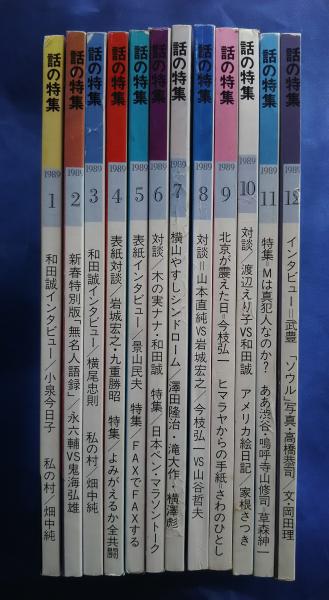 話の特集
1989
1
和田誠インタビュー/小泉今日子 私の村/畑中純
話の特集
1989
2
新春特別版「無名人語録」/永六輔VS鬼海弘雄
話の特集
1989
3
和田誠インタビュー/横尾忠則 私の村/畑中純
話の特集
1989
4
表紙対談/岩城宏之・九重勝昭 特集/よみがえるか全共闘
話の特集
1989
5
表紙インタビュー/景山民夫 特集/FAXでFAXする
話の特集
1989
6
対談・木の実ナナ・和田誠 特集 日本ペン・マラソントーク
話の特集
1989
7
横山やすしシンドローム/澤田隆治・滝大作・横澤彪
話の特集
1989
8
対談=山本直純VS岩城宏之/今枝弘一VS山谷哲夫
話の特集
1989
9
北京が震えた日=今枝弘一 ヒマラヤからの手紙=さわのひとし
話の特集
1989
10
対談/渡辺えり子VS和田誠 アメリカ絵日記 家根さつき
話の特集
1989
11
特集=Mは真犯人なのか? ああ渋谷、嗚呼寺山修司=草森紳一
話の特集
1989
12
インタビュー=武豊 「ソウル」写真・高橋恭司 文・岡田理